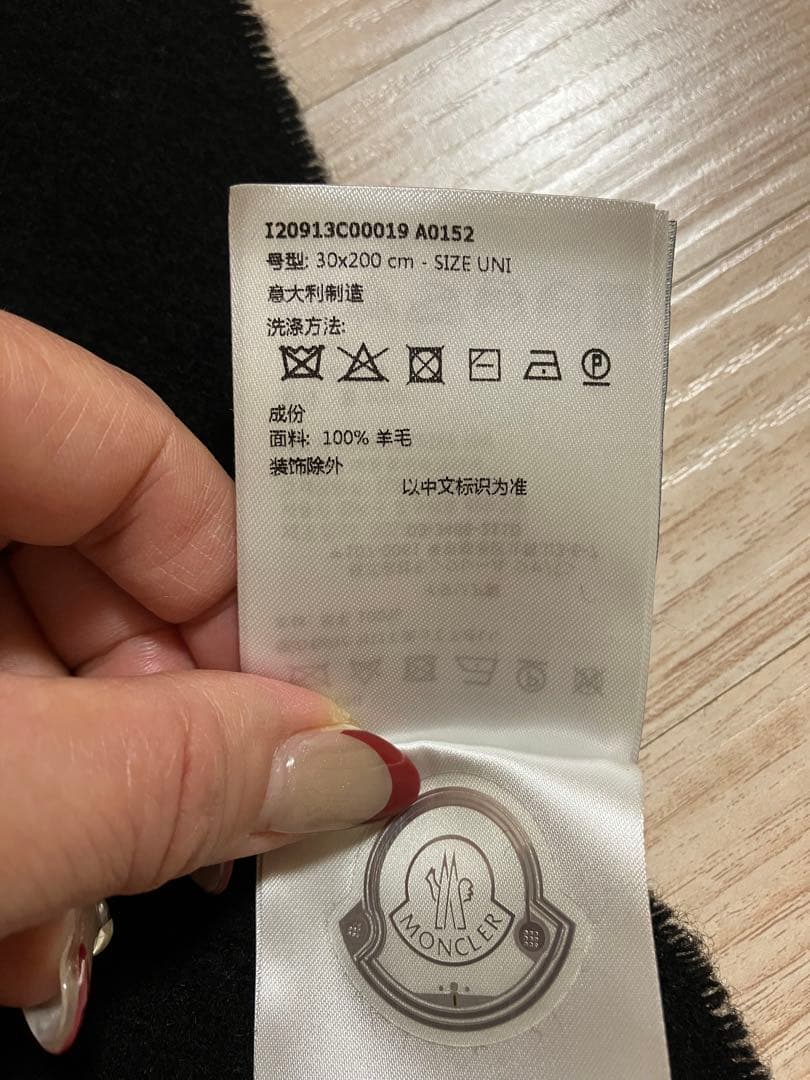 I20913C00019 A0152
号型: 30x200 cm - SIZE UNI
意大利制造
洗涤方法:
P
成份
面料: 100% 羊毛
装饰除外
以中文标识为准
MONCLER